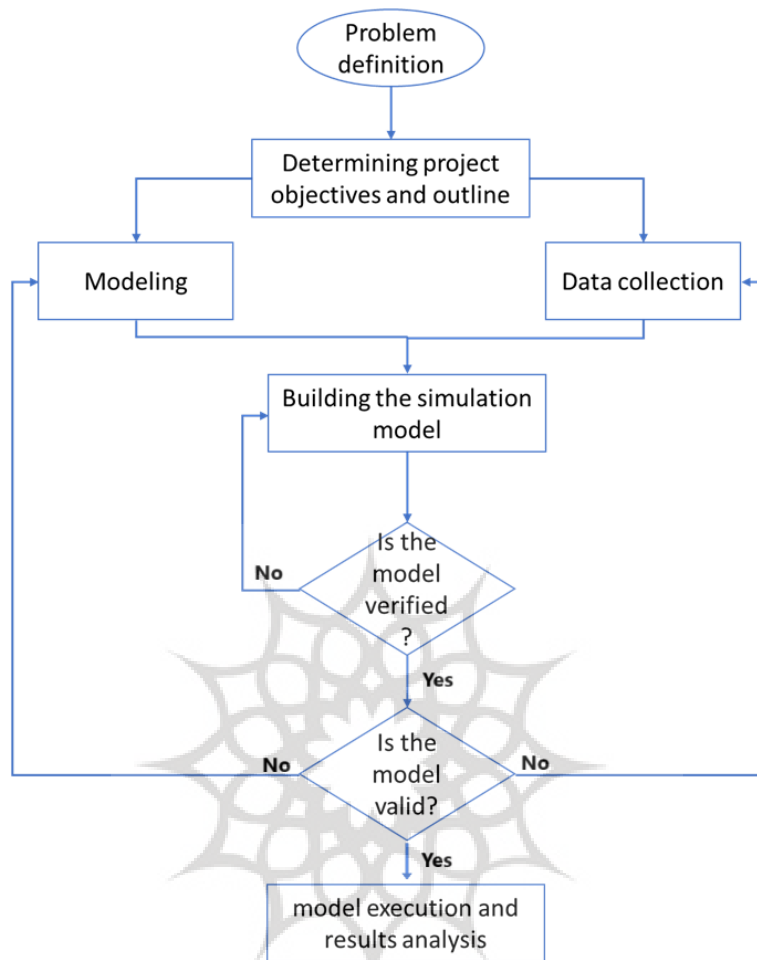 Problem
definition
Determining project
objectives and outline
Modeling
Data collection
Building the simulation
model
Is the
model
verified
?
No
Yes
Is the
model
valid?
No
No
Yes
model execution and
results analysis